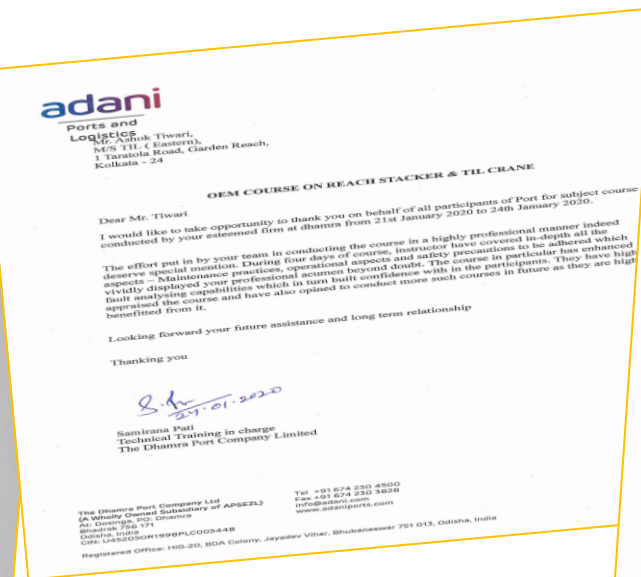 adani
Ports and
Logistics
Mr. Ashok Tiwari,
M/S TIL ( Eastern),
1 Taratola Road, Garden Reach,
Kolkata - 24
OEM COURSE ON REACH STACKER & TIL CRANE
Dear Mr. Tiwari
I would like to take opportunity to thank you on behalf of all participants of Port for subject course
conducted by your esteemed firm at dhamra from 21st January 2020 to 24th January 2020.
The effort put in by your team in conducting the course in a highly professional manner indeed
deserve special mention. During four days of course, instructor have covered in-depth all the
aspects – Maintenance practices, operational aspects and safety precautions to be adhered which
vividly displayed your professional acumen beyond doubt. The course in particular has enhanced
fault analysing capabilities which in turn built confidence with in the participants. They have high
appraised the course and have also opined to conduct more such courses in future as they are high
benefitted from it.
Looking forward your future assistance and long term relationship
Thanking you
24.01.2020
Samirana Pati
Technical Training in charge
The Dhamra Port Company Limited
The Dhamra Port Company Ltd
(A Wholly Owned Subsidiary of APSEZL)
At: Dosinga, PO: Dhamra
Bhadrak 756 171
Odisha, India
CIN: U45205OR1998PLC005448
Tel +91 674 230 4500
Fax +91 674 230 3828
info@adani.com
www.adaniports.com
Registered Office: HIG-20, BDA Colony, Jayadev Vihar, Bhubaneswar 751 013, Odisha, India